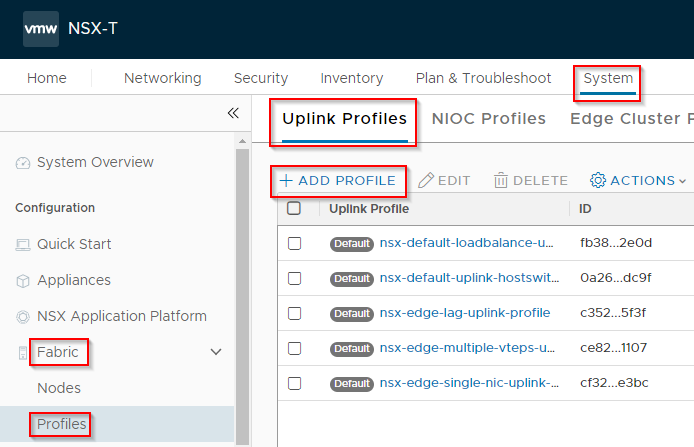 vmw NSX-T
Home Networking Security Inventory Plan & Troubleshoot System
«
Uplink Profiles NIOC Profiles Edge Cluster P
System Overview
+ ADD PROFILE EDIT DELETE ACTIONS
Configuration
Uplink Profile ID
Quick Start
Default nsx-default-loadbalance-u... fb38...2e0d
Appliances
Default nsx-default-uplink-hostswit... 0a26...dc9f
NSX Application Platform
Default nsx-edge-lag-uplink-profile c352...5f3f
Fabric
Default nsx-edge-multiple-vteps-u... ce82...1107
Nodes
Default nsx-edge-single-nic-uplink-... cf32...e3bc
Profiles